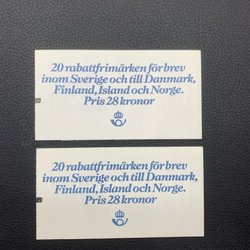 20 rabattfrimärken för brev
inom Sverige och till Danmark,
Finland, Island och Norge.
Pris 28 kronor
20 rabattfrimärken för brev
inom Sverige och till Danmark,
Finland, Island och Norge.
Pris 28 kronor